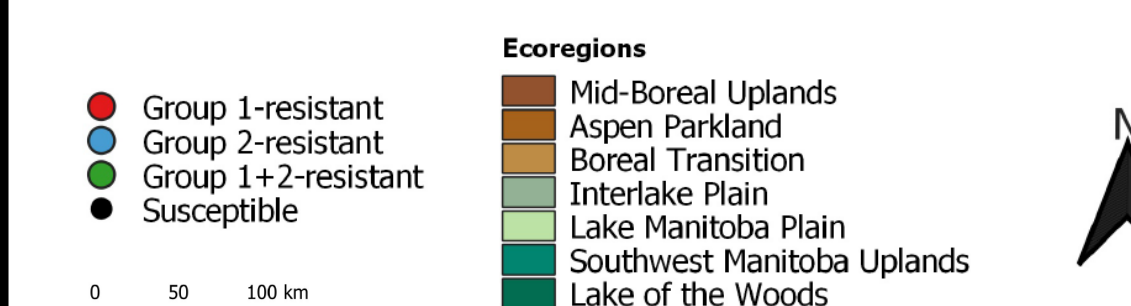 Ecoregions
Group 1-resistant
Group 2-resistant
Group 1+2-resistant
Susceptible
0 50 100 km
Mid-Boreal Uplands
Aspen Parkland
Boreal Transition
Interlake Plain
Lake Manitoba Plain
Southwest Manitoba Uplands
Lake of the Woods
N